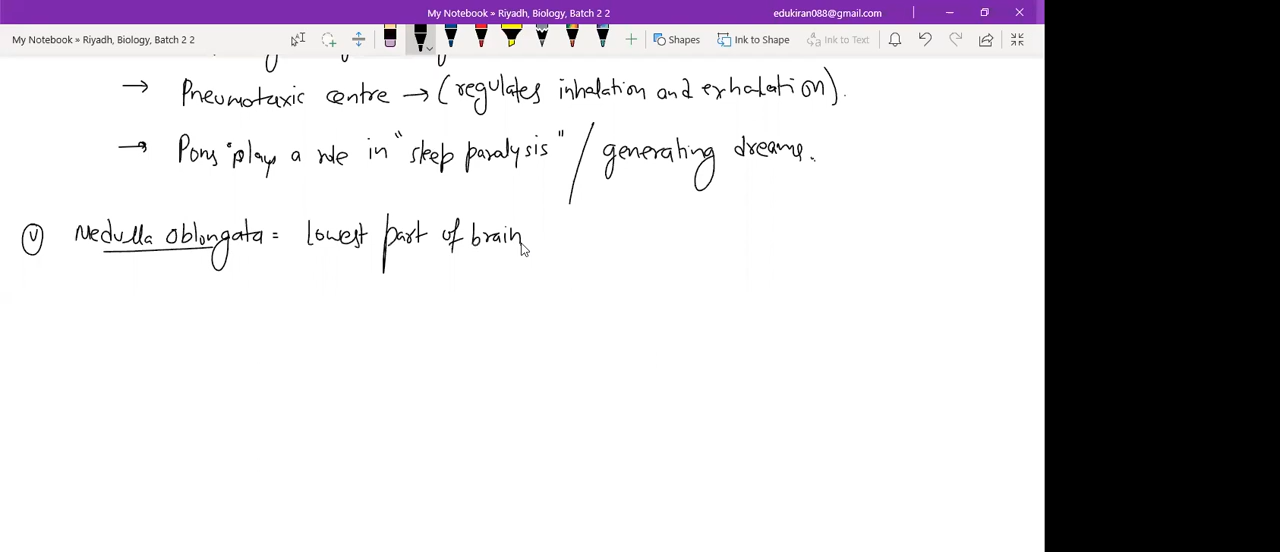 My Notebook » Riyadh, Biology, Batch 2 2
edukiran088@gmail.com
My Notebook » Riyadh, Biology, Batch 2 2
Shapes
Ink to Shape
Ink to Text
→ Pneumotaxic centre → (regulates inhalation and exhalation).
→ Pons plays a role in "sleep paralysis" / generating dreams.
(v) Medulla oblongata = lowest part of brain